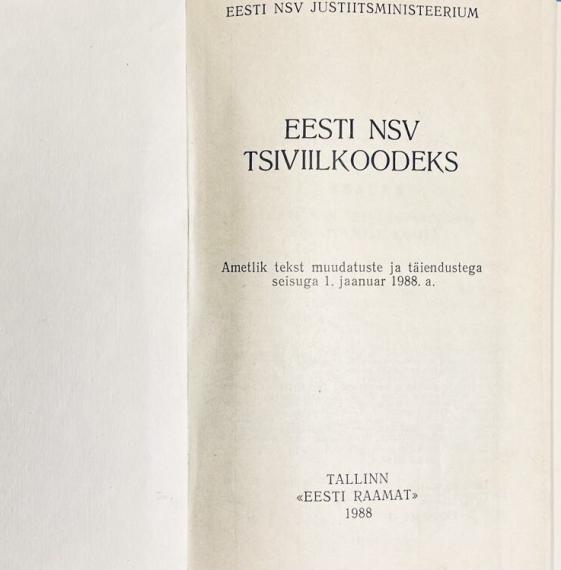 EESTI NSV JUSTIITSMINISTEERIUM
EESTI NSV
TSIVIILKOODEKS
Ametlik tekst muudatuste ja täiendustega
seisuga 1. jaanuar 1988. a.
TALLINN
«EESTI RAAMAT»
1988